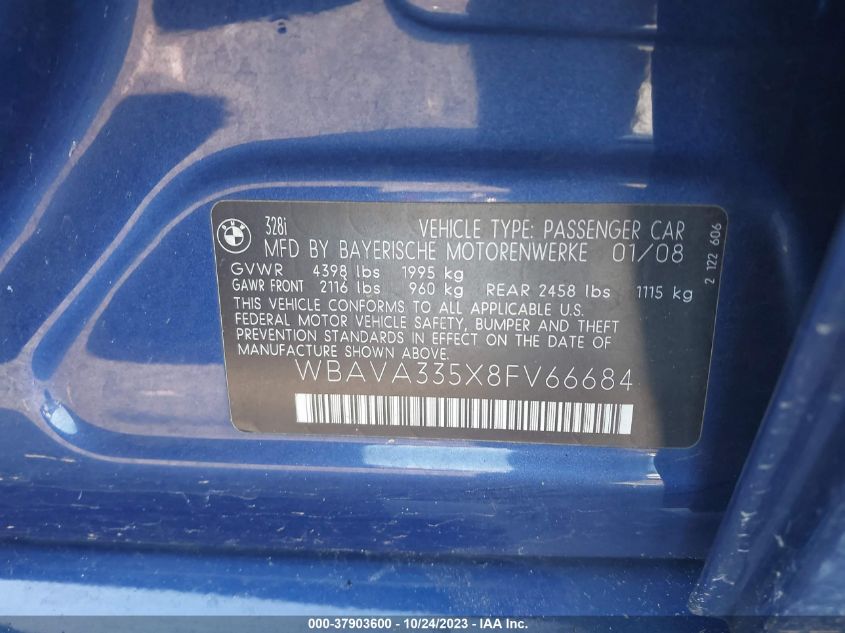 BMW
328i
VEHICLE TYPE: PASSENGER CAR
MFD BY BAYERISCHE MOTORENWERKE 01/08
GVWR 4398 lbs 1995 kg
GAWR FRONT 2116 lbs 960 kg REAR 2458 lbs 1115 kg
THIS VEHICLE CONFORMS TO ALL APPLICABLE U.S.
FEDERAL MOTOR VEHICLE SAFETY, BUMPER AND THEFT
PREVENTION STANDARDS IN EFFECT ON THE DATE OF
MANUFACTURE SHOWN ABOVE.
WBAVA335X8FV66684
2 122 606
000-37903600 - 10/24/2023 - IAA Inc.